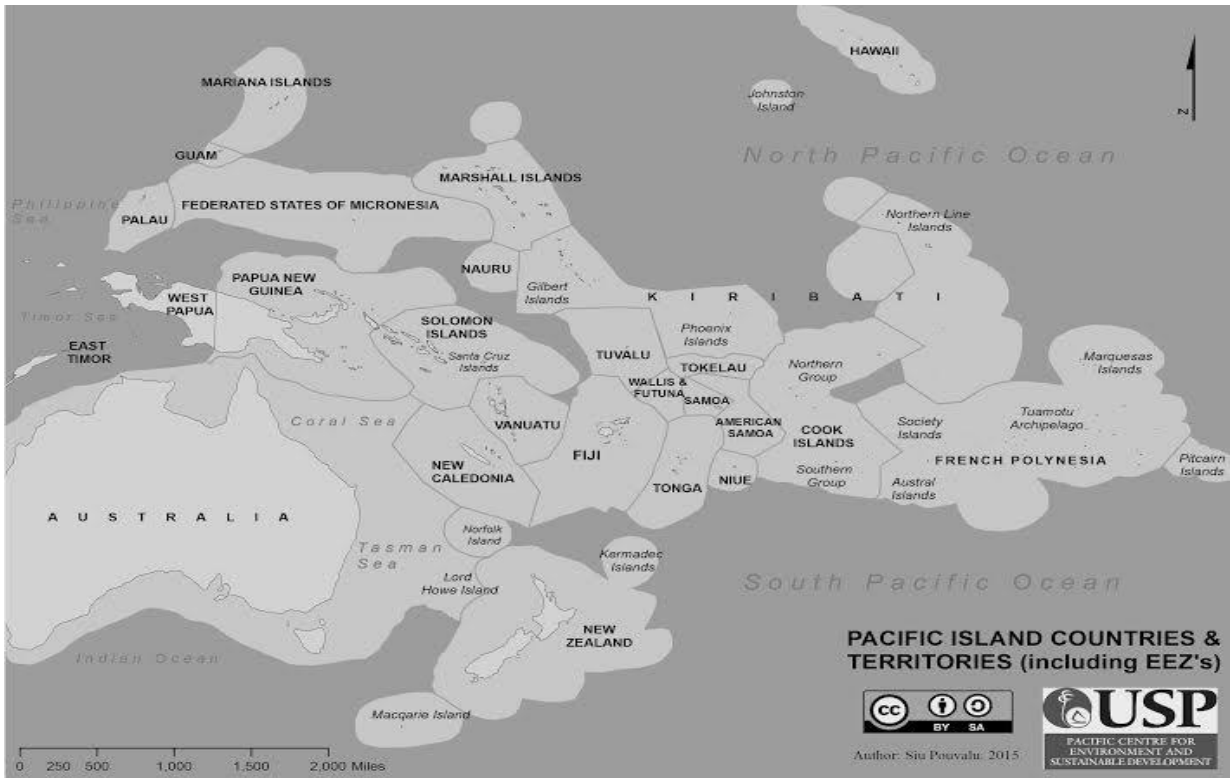 HAWAII
MARIANA ISLANDS
Johnston
Island
N
GUAM
North Pacific Ocean
MARSHALL ISLANDS
Philippine
Sea
PALAU
FEDERATED STATES OF MICRONESIA
Northern Line
Islands
NAURU
PAPUA NEW
GUINEA
Gilbert
Islands
KIRIBATI
WEST
PAPUA
Timor Sea
SOLOMON
ISLANDS
Phoenix
Islands
EAST
TIMOR
Santa Cruz
Islands
TUVALU
TOKELAU
Northern
Group
Marquesas
Islands
WALLIS &
FUTUNA
SAMOA
Coral Sea
VANUATU
AMERICAN
SAMOA
COOK
ISLANDS
Society
Islands
Tuamotu
Archipelago
FIJI
NEW
CALEDONIA
TONGA
NIUE
Southern
Group
FRENCH POLYNESIA
Austral
Islands
Pitcairn
Islands
AUSTRALIA
Norfolk
Island
Tasman
Sea
Kermadec
Islands
Lord
Howe Island
South Pacific Ocean
NEW
ZEALAND
Indian Ocean
Macqarie Island
PACIFIC ISLAND COUNTRIES &
TERRITORIES (including EEZ's)
CC
BY SA
USP
PACIFIC CENTRE FOR
ENVIRONMENT AND
SUSTAINABLE DEVELOPMENT
Author: Siu Pouvalu. 2015
0 250 500 1,000 1,500 2,000 Miles